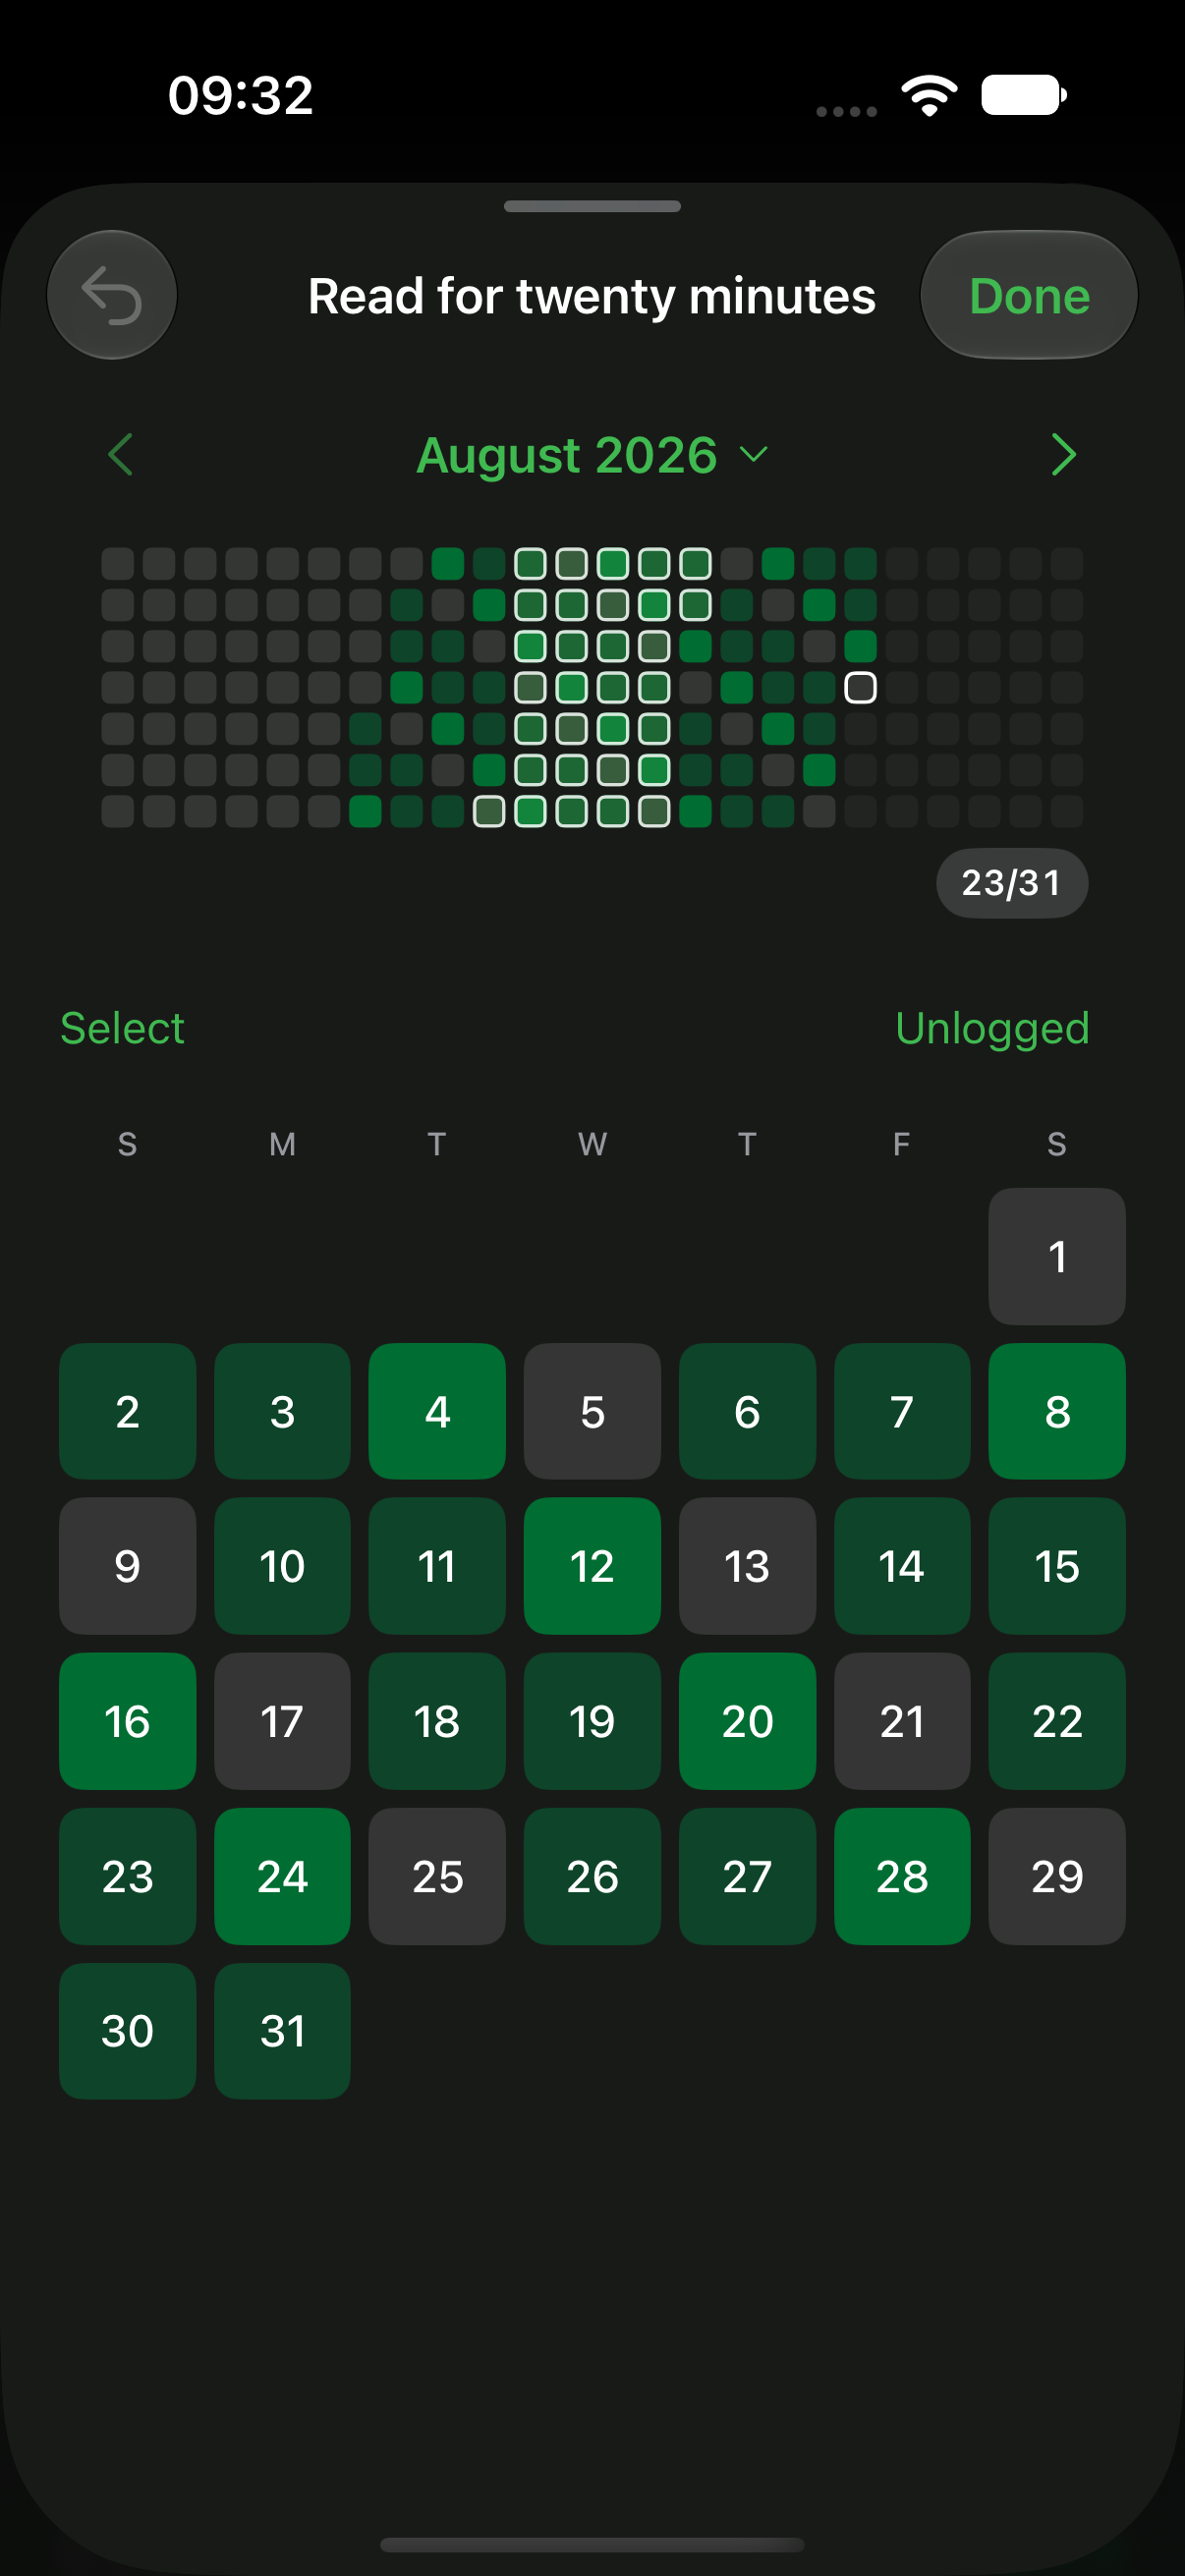 09:32
Read for twenty minutes
Done
August 2026
23/31
Select
Unlogged
S M T W T F S
1
2 3 4 5 6 7 8
9 10 11 12 13 14 15
16 17 18 19 20 21 22
23 24 25 26 27 28 29
30 31